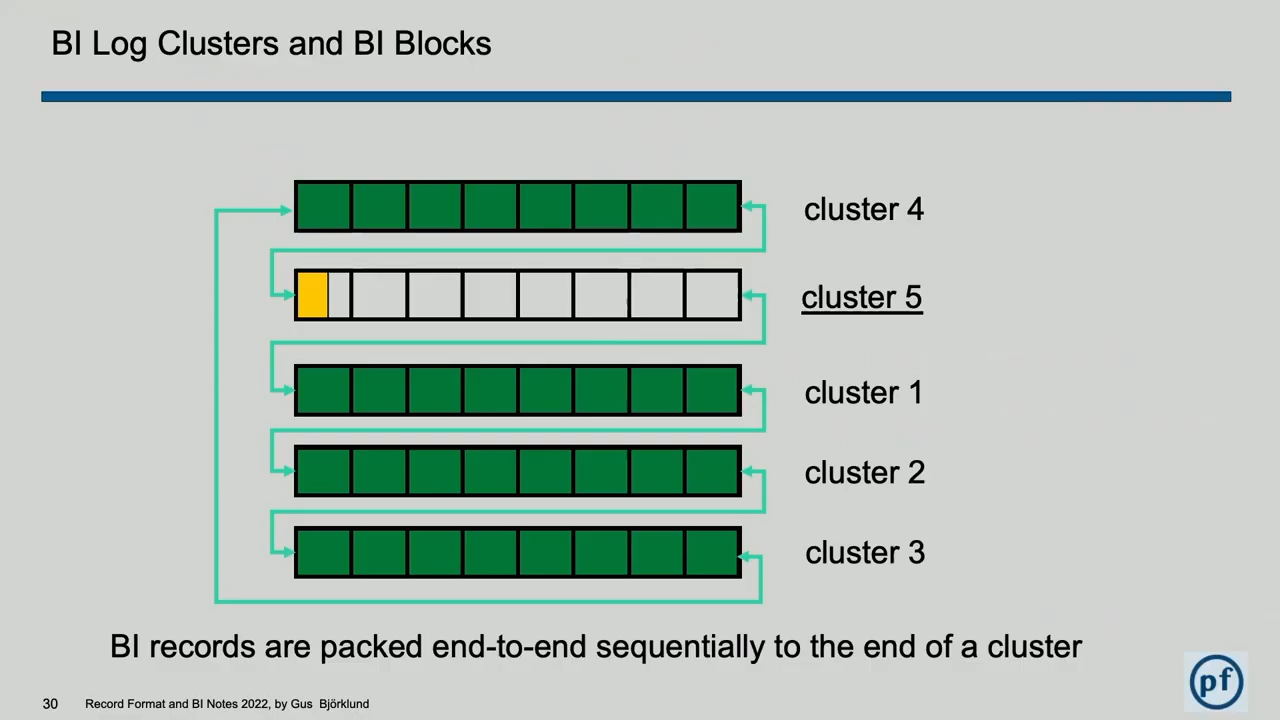 BI Log Clusters and BI Blocks
cluster 4
cluster 5
cluster 1
cluster 2
cluster 3
BI records are packed end-to-end sequentially to the end of a cluster
pf
30 Record Format and BI Notes 2022, by Gus Björklund